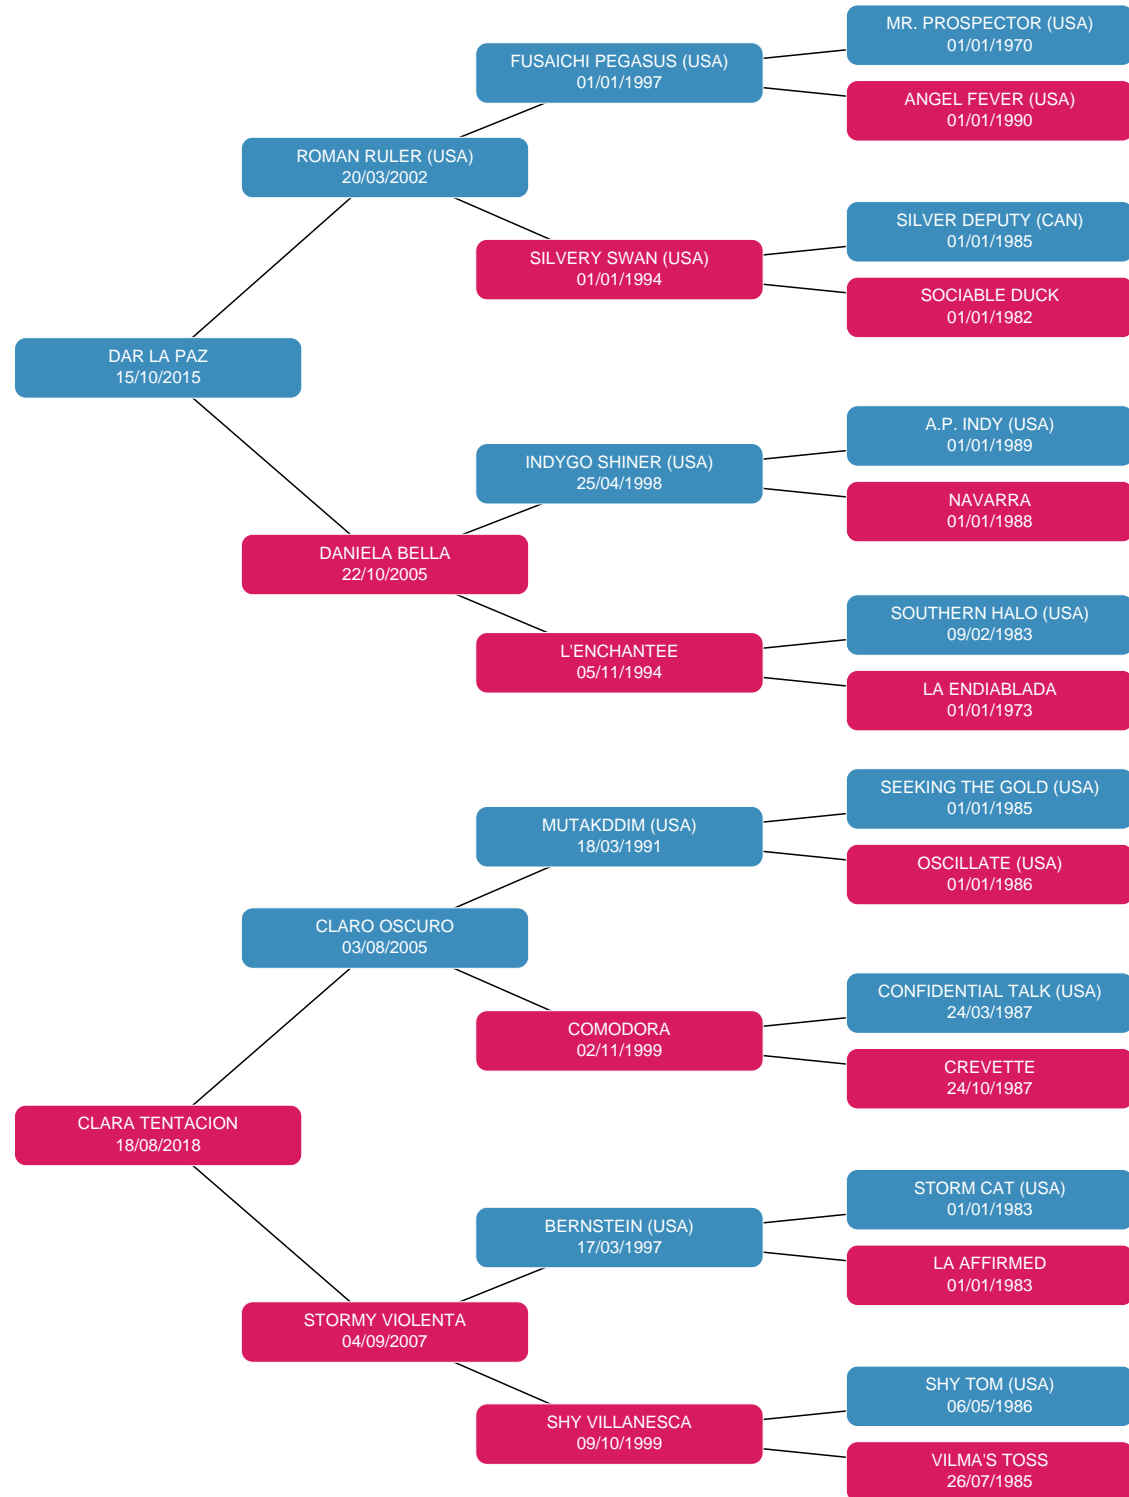 MR. PROSPECTOR (USA)
01/01/1970
FUSAICHI PEGASUS (USA)
01/01/1997
ANGEL FEVER (USA)
01/01/1990
ROMAN RULER (USA)
20/03/2002
SILVER DEPUTY (CAN)
01/01/1985
SILVERY SWAN (USA)
01/01/1994
SOCIABLE DUCK
01/01/1982
DAR LA PAZ
15/10/2015
A.P. INDY (USA)
01/01/1989
INDYGO SHINER (USA)
25/04/1998
NAVARRA
01/01/1988
DANIELA BELLA
22/10/2005
SOUTHERN HALO (USA)
09/02/1983
L'ENCHANTEE
05/11/1994
LA ENDIABLADA
01/01/1973
SEEKING THE GOLD (USA)
01/01/1985
MUTAKDDIM (USA)
18/03/1991
OSCILLATE (USA)
01/01/1986
CLARO OSCURO
03/08/2005
CONFIDENTIAL TALK (USA)
24/03/1987
COMODORA
02/11/1999
CREVETTE
24/10/1987
CLARA TENTACION
18/08/2018
STORM CAT (USA)
01/01/1983
BERNSTEIN (USA)
17/03/1997
LA AFFIRMED
01/01/1983
STORMY VIOLENTA
04/09/2007
SHY TOM (USA)
06/05/1986
SHY VILLANESCA
09/10/1999
VILMA'S TOSS
26/07/1985